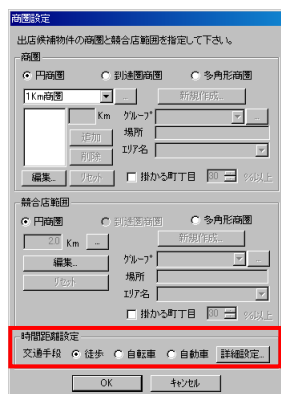 商圏設定
出店候補物件の商圏と競合店範囲を指定して下さい。
商圏
円商圏 到達圏商圏 多角形商圏
1Km商圏 ... 新規作成...
Km グループ ...
追加 場所
削除 エリア名
編集... リセット 掛かる町丁目 30 %以上
競合店範囲
円商圏 到達圏商圏 多角形商圏
20 Km ... 新規作成...
編集... グループ ...
リセット 場所
エリア名
掛かる町丁目 30 %以上
時間距離設定
交通手段 徒歩 自転車 自動車 詳細設定...
OK キャンセル